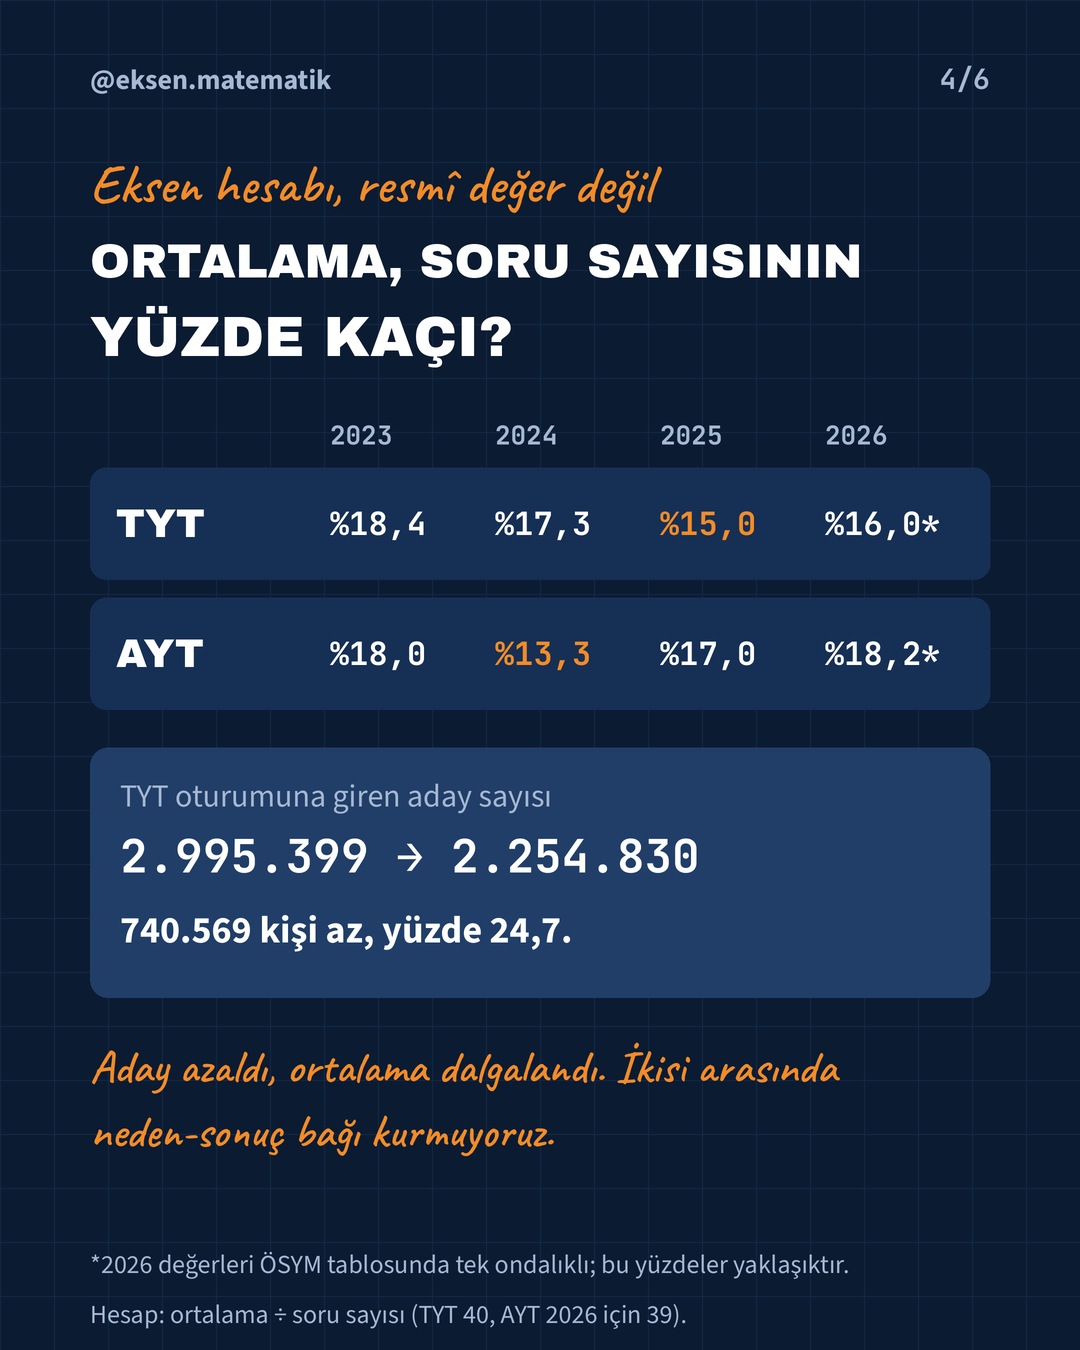 @eksen.matematik 4/6
Eksen hesabı, resmî değer değil
ORTALAMA, SORU SAYISININ
YÜZDE KAÇI?
2023 2024 2025 2026
TYT %18,4 %17,3 %15,0 %16,0*
AYT %18,0 %13,3 %17,0 %18,2*
TYT oturumuna giren aday sayısı
2.995.399 → 2.254.830
740.569 kişi az, yüzde 24,7.
Aday azaldı, ortalama dalgalandı. İkisi arasında
neden-sonuç bağı kurmuyoruz.
*2026 değerleri ÖSYM tablosunda tek ondalıklı; bu yüzdeler yaklaşıktır.
Hesap: ortalama ÷ soru sayısı (TYT 40, AYT 2026 için 39).